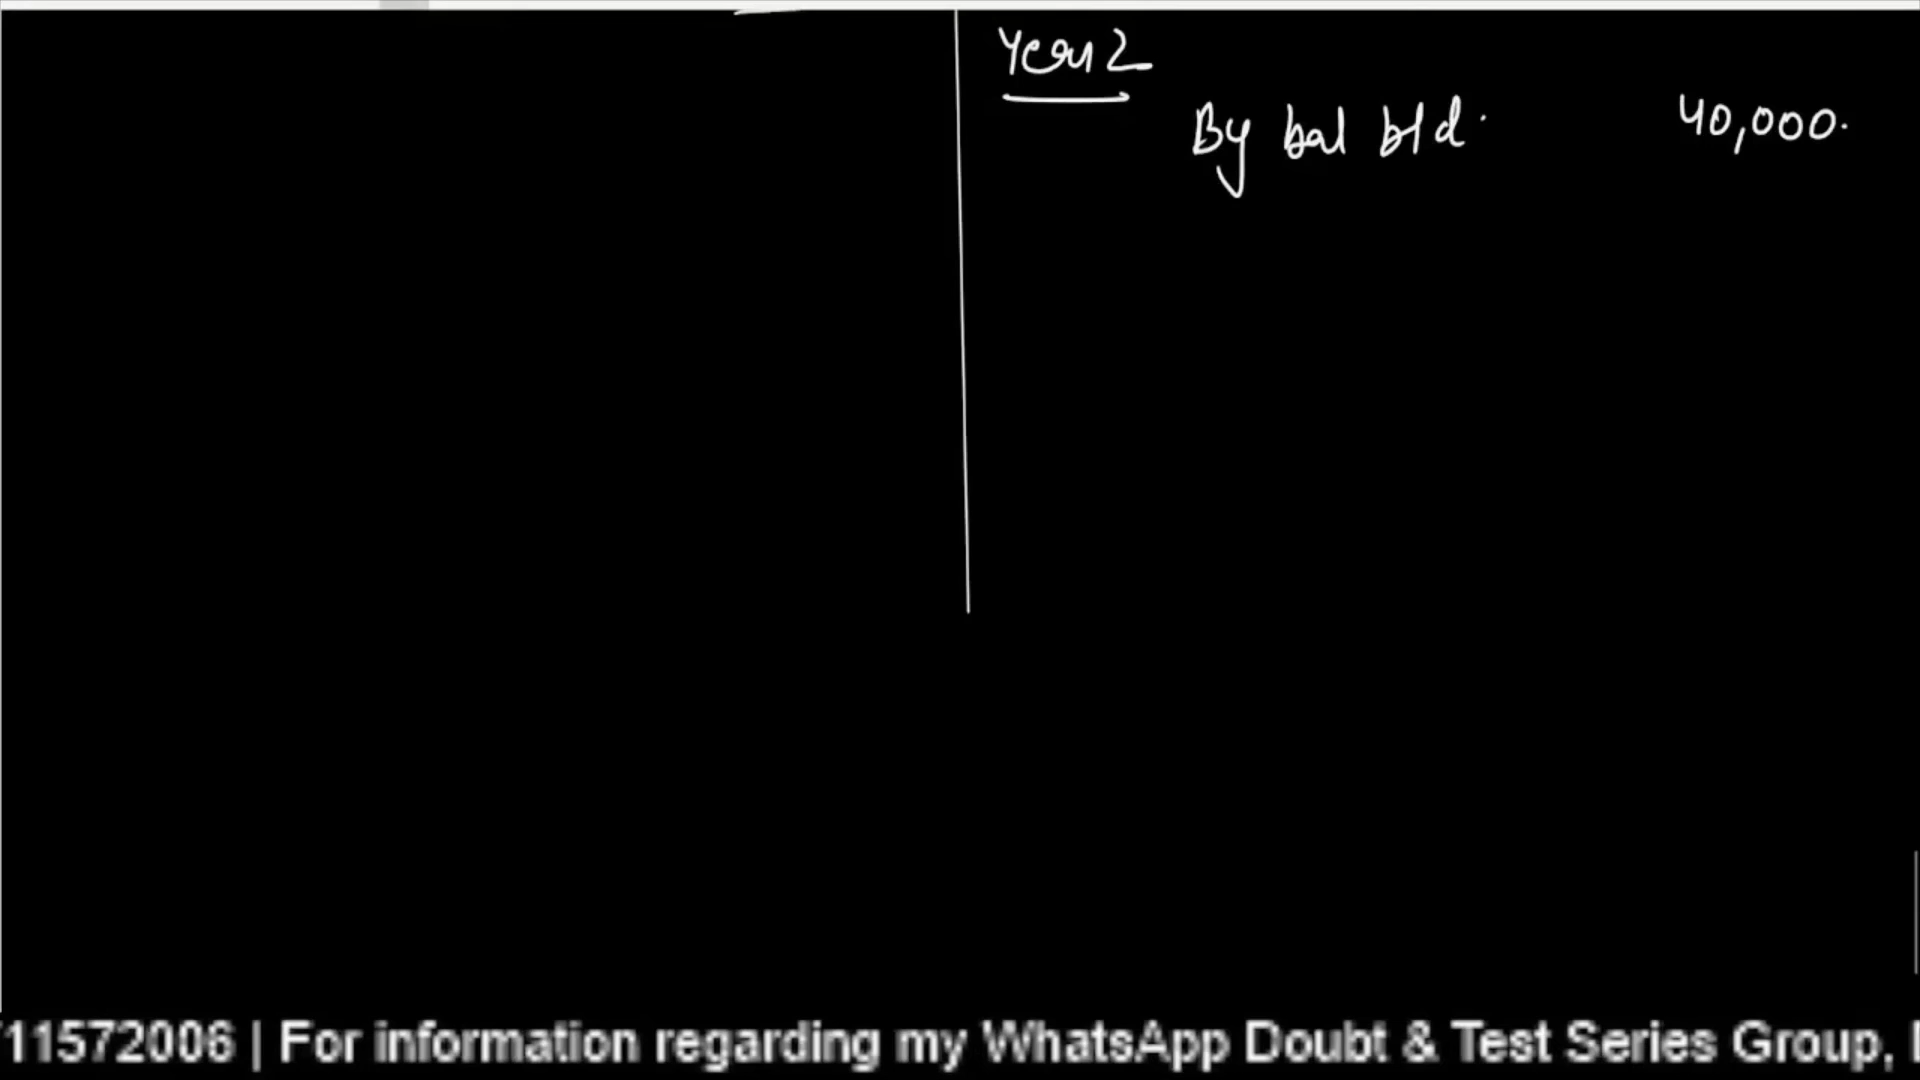 Year 2
By bal b/d. 40,000.
11572006 | For information regarding my WhatsApp Doubt & Test Series Group,